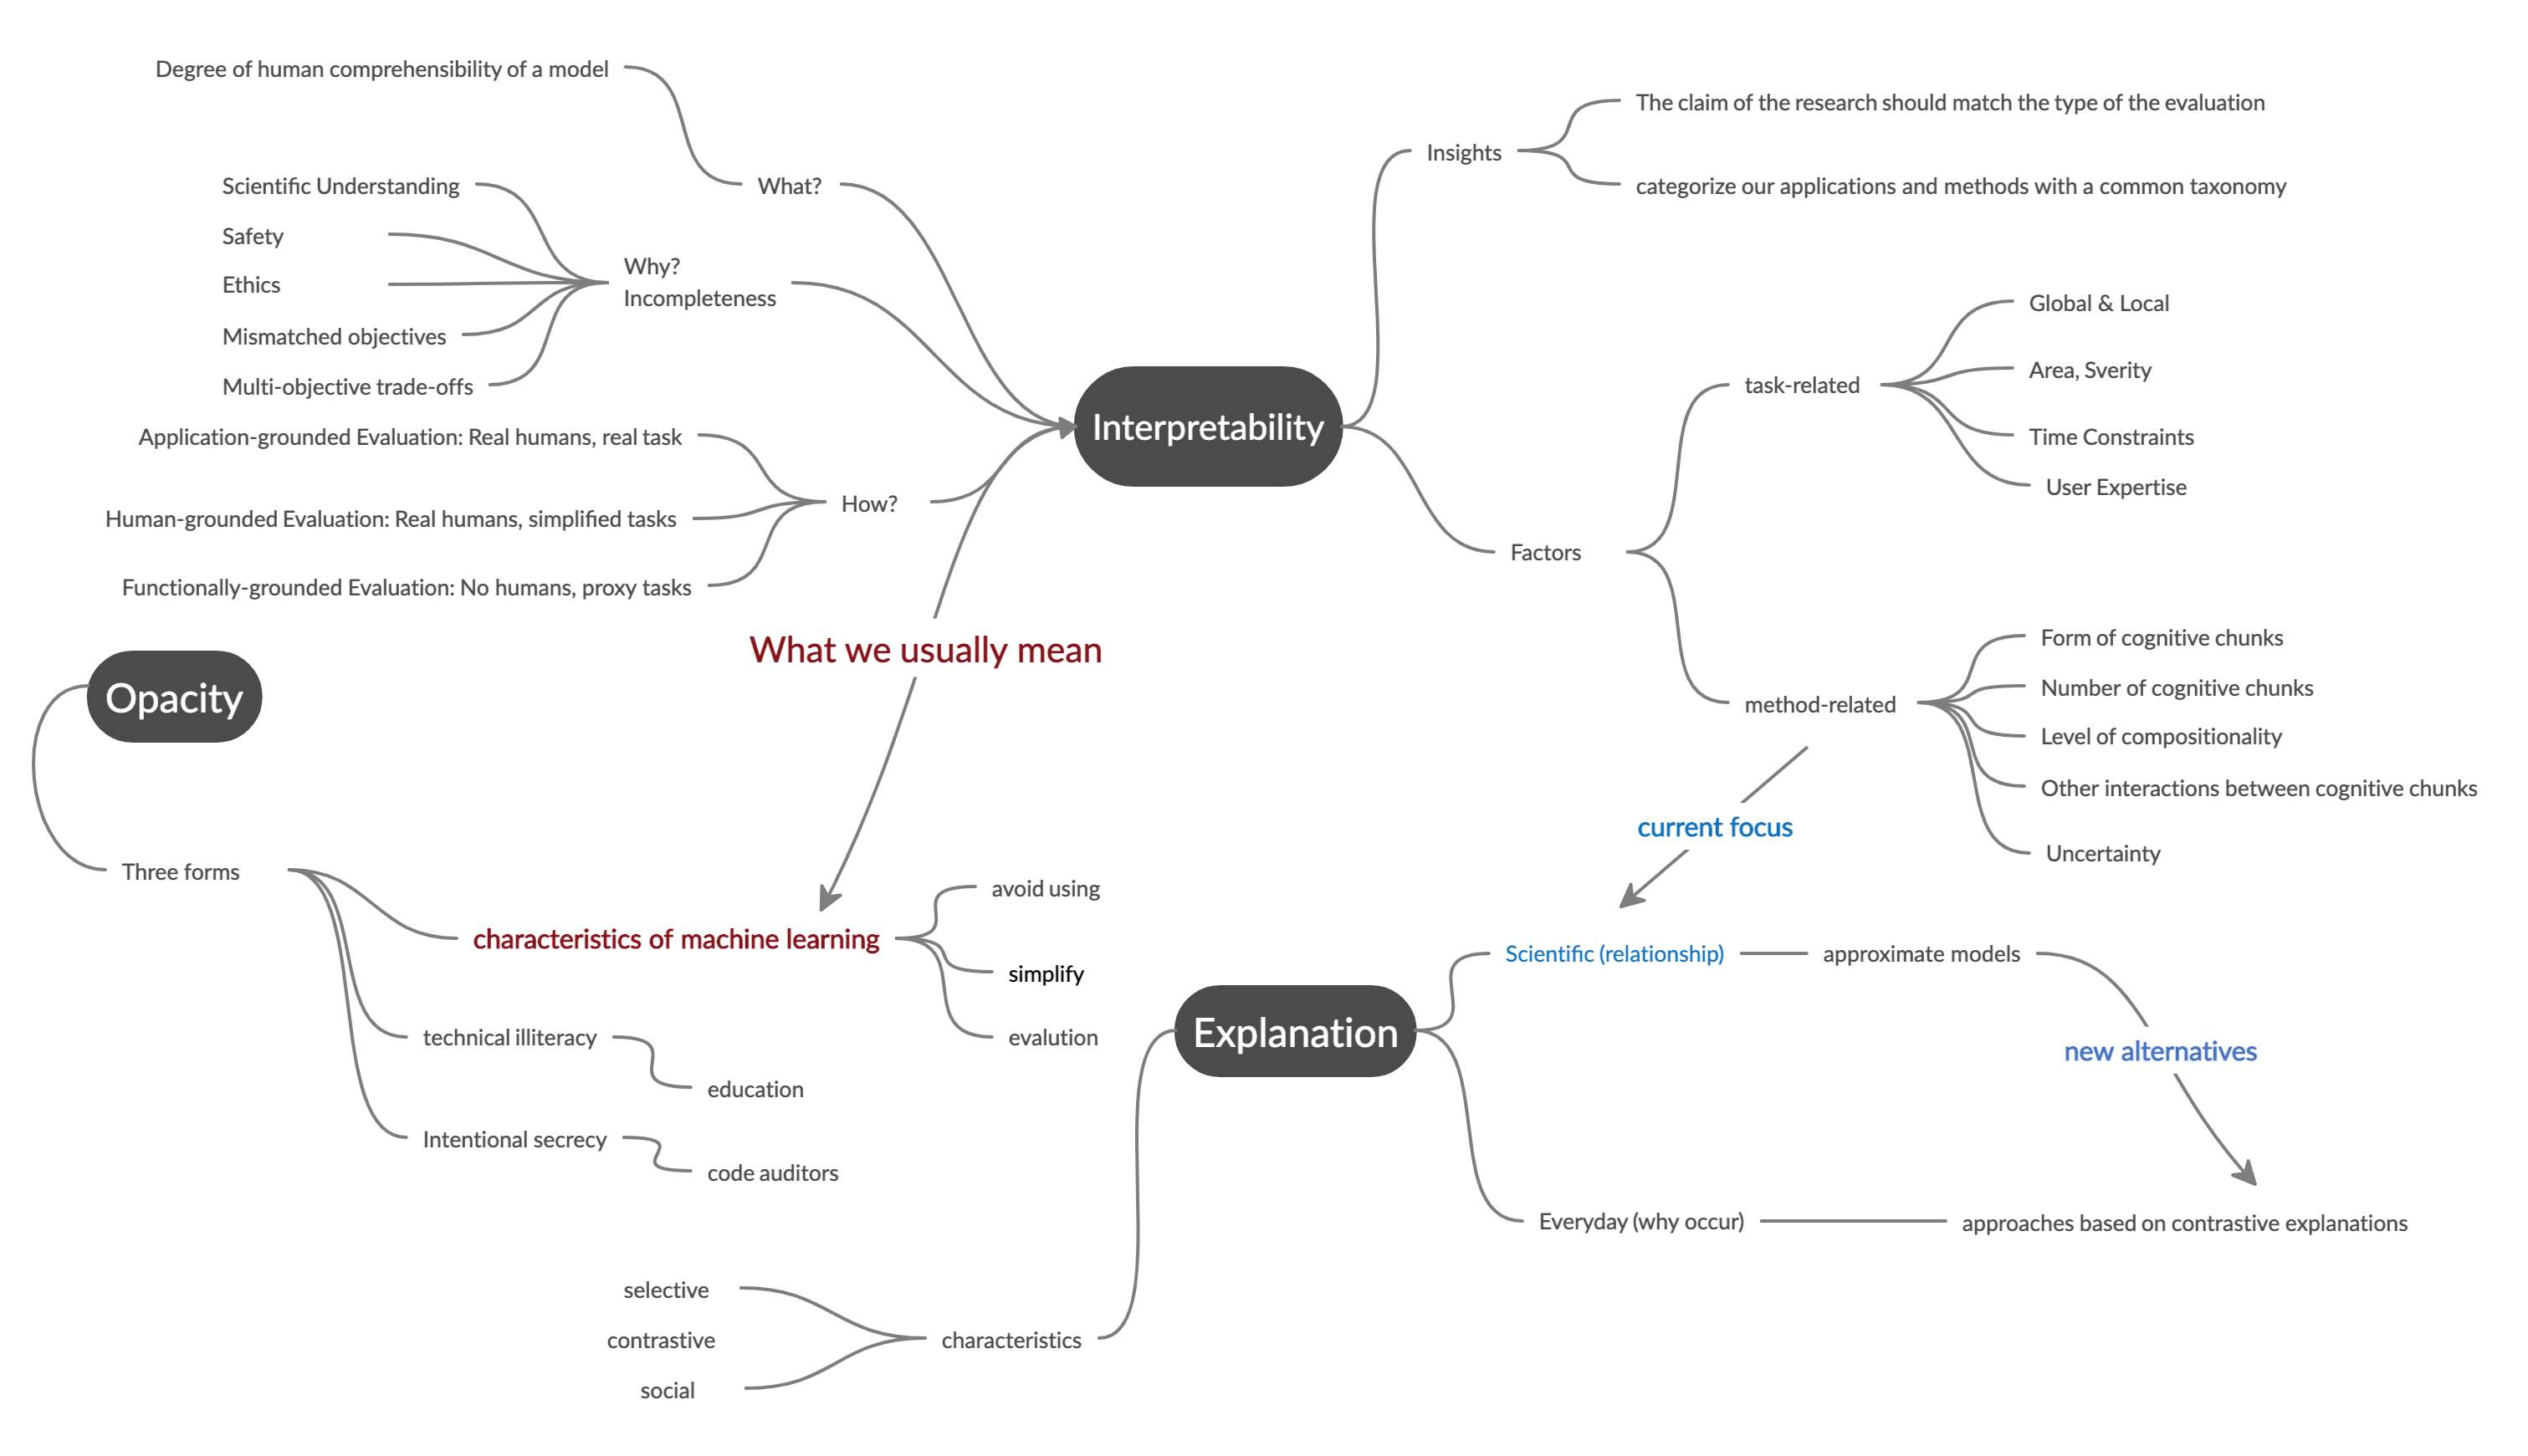 Degree of human comprehensibility of a model
What?
Scientific Understanding
Safety
Ethics
Mismatched objectives
Multi-objective trade-offs
Why?
Incompleteness
Application-grounded Evaluation: Real humans, real task
Human-grounded Evaluation: Real humans, simplified tasks
Functionally-grounded Evaluation: No humans, proxy tasks
How?
Interpretability
Insights
The claim of the research should match the type of the evaluation
categorize our applications and methods with a common taxonomy
Factors
task-related
Global & Local
Area, Sverity
Time Constraints
User Expertise
method-related
Form of cognitive chunks
Number of cognitive chunks
Level of compositionality
Other interactions between cognitive chunks
Uncertainty
What we usually mean
current focus
Opacity
Three forms
characteristics of machine learning
avoid using
simplify
evalution
technical illiteracy
education
Intentional secrecy
code auditors
Explanation
Scientific (relationship)
approximate models
new alternatives
Everyday (why occur)
approaches based on contrastive explanations
characteristics
selective
contrastive
social